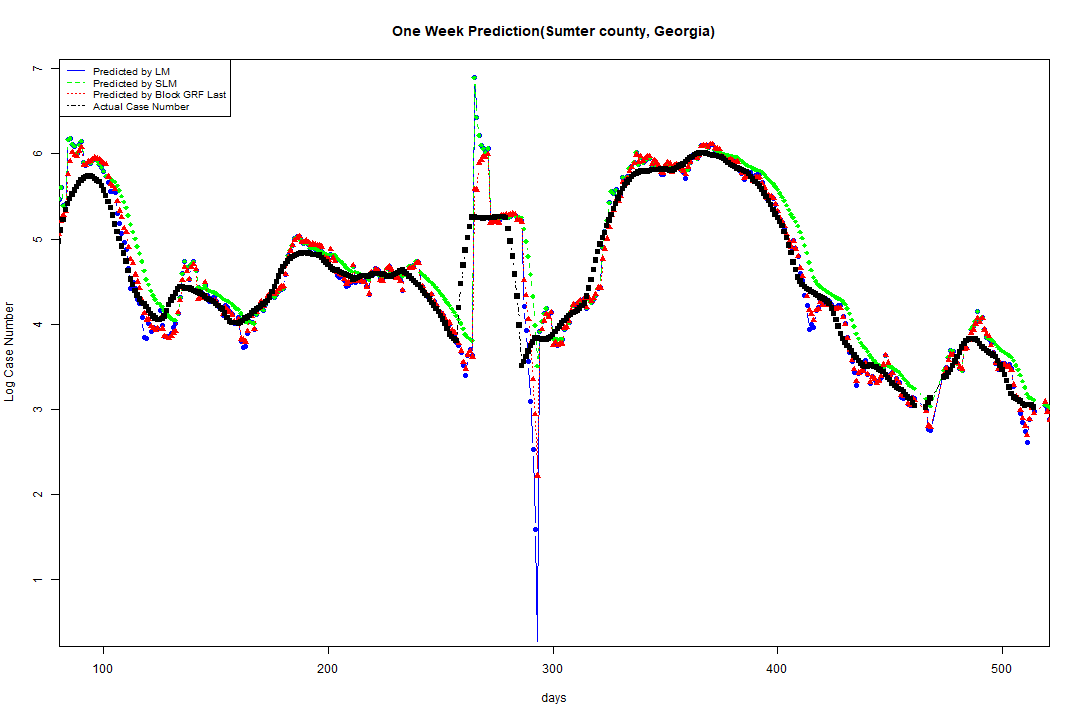 One Week Prediction(Sumter county, Georgia)
Predicted by LM
Predicted by SLM
Predicted by Block GRF Last
Actual Case Number
Log Case Number
7
6
5
4
3
2
1
100 200 300 400 500
days